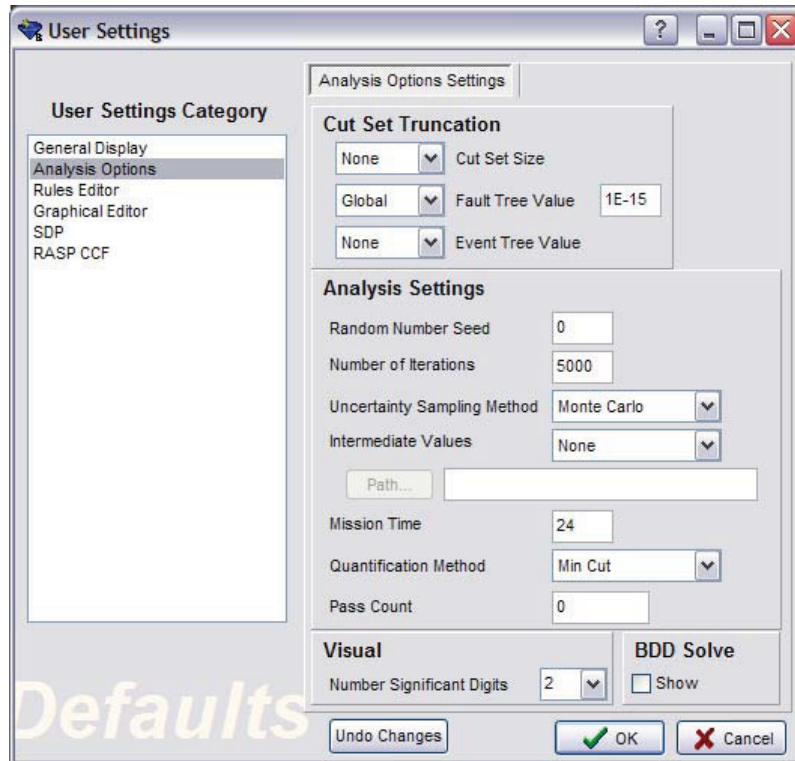 User Settings
?
Analysis Options Settings
User Settings Category
General Display
Analysis Options
Rules Editor
Graphical Editor
SDP
RASP CCF
Cut Set Truncation
None Cut Set Size
Global Fault Tree Value 1E-15
None Event Tree Value
Analysis Settings
Random Number Seed 0
Number of Iterations 5000
Uncertainty Sampling Method Monte Carlo
Intermediate Values None
Path...
Mission Time 24
Quantification Method Min Cut
Pass Count 0
Visual
Number Significant Digits 2
BDD Solve
Show
Defaults
Undo Changes
OK
Cancel